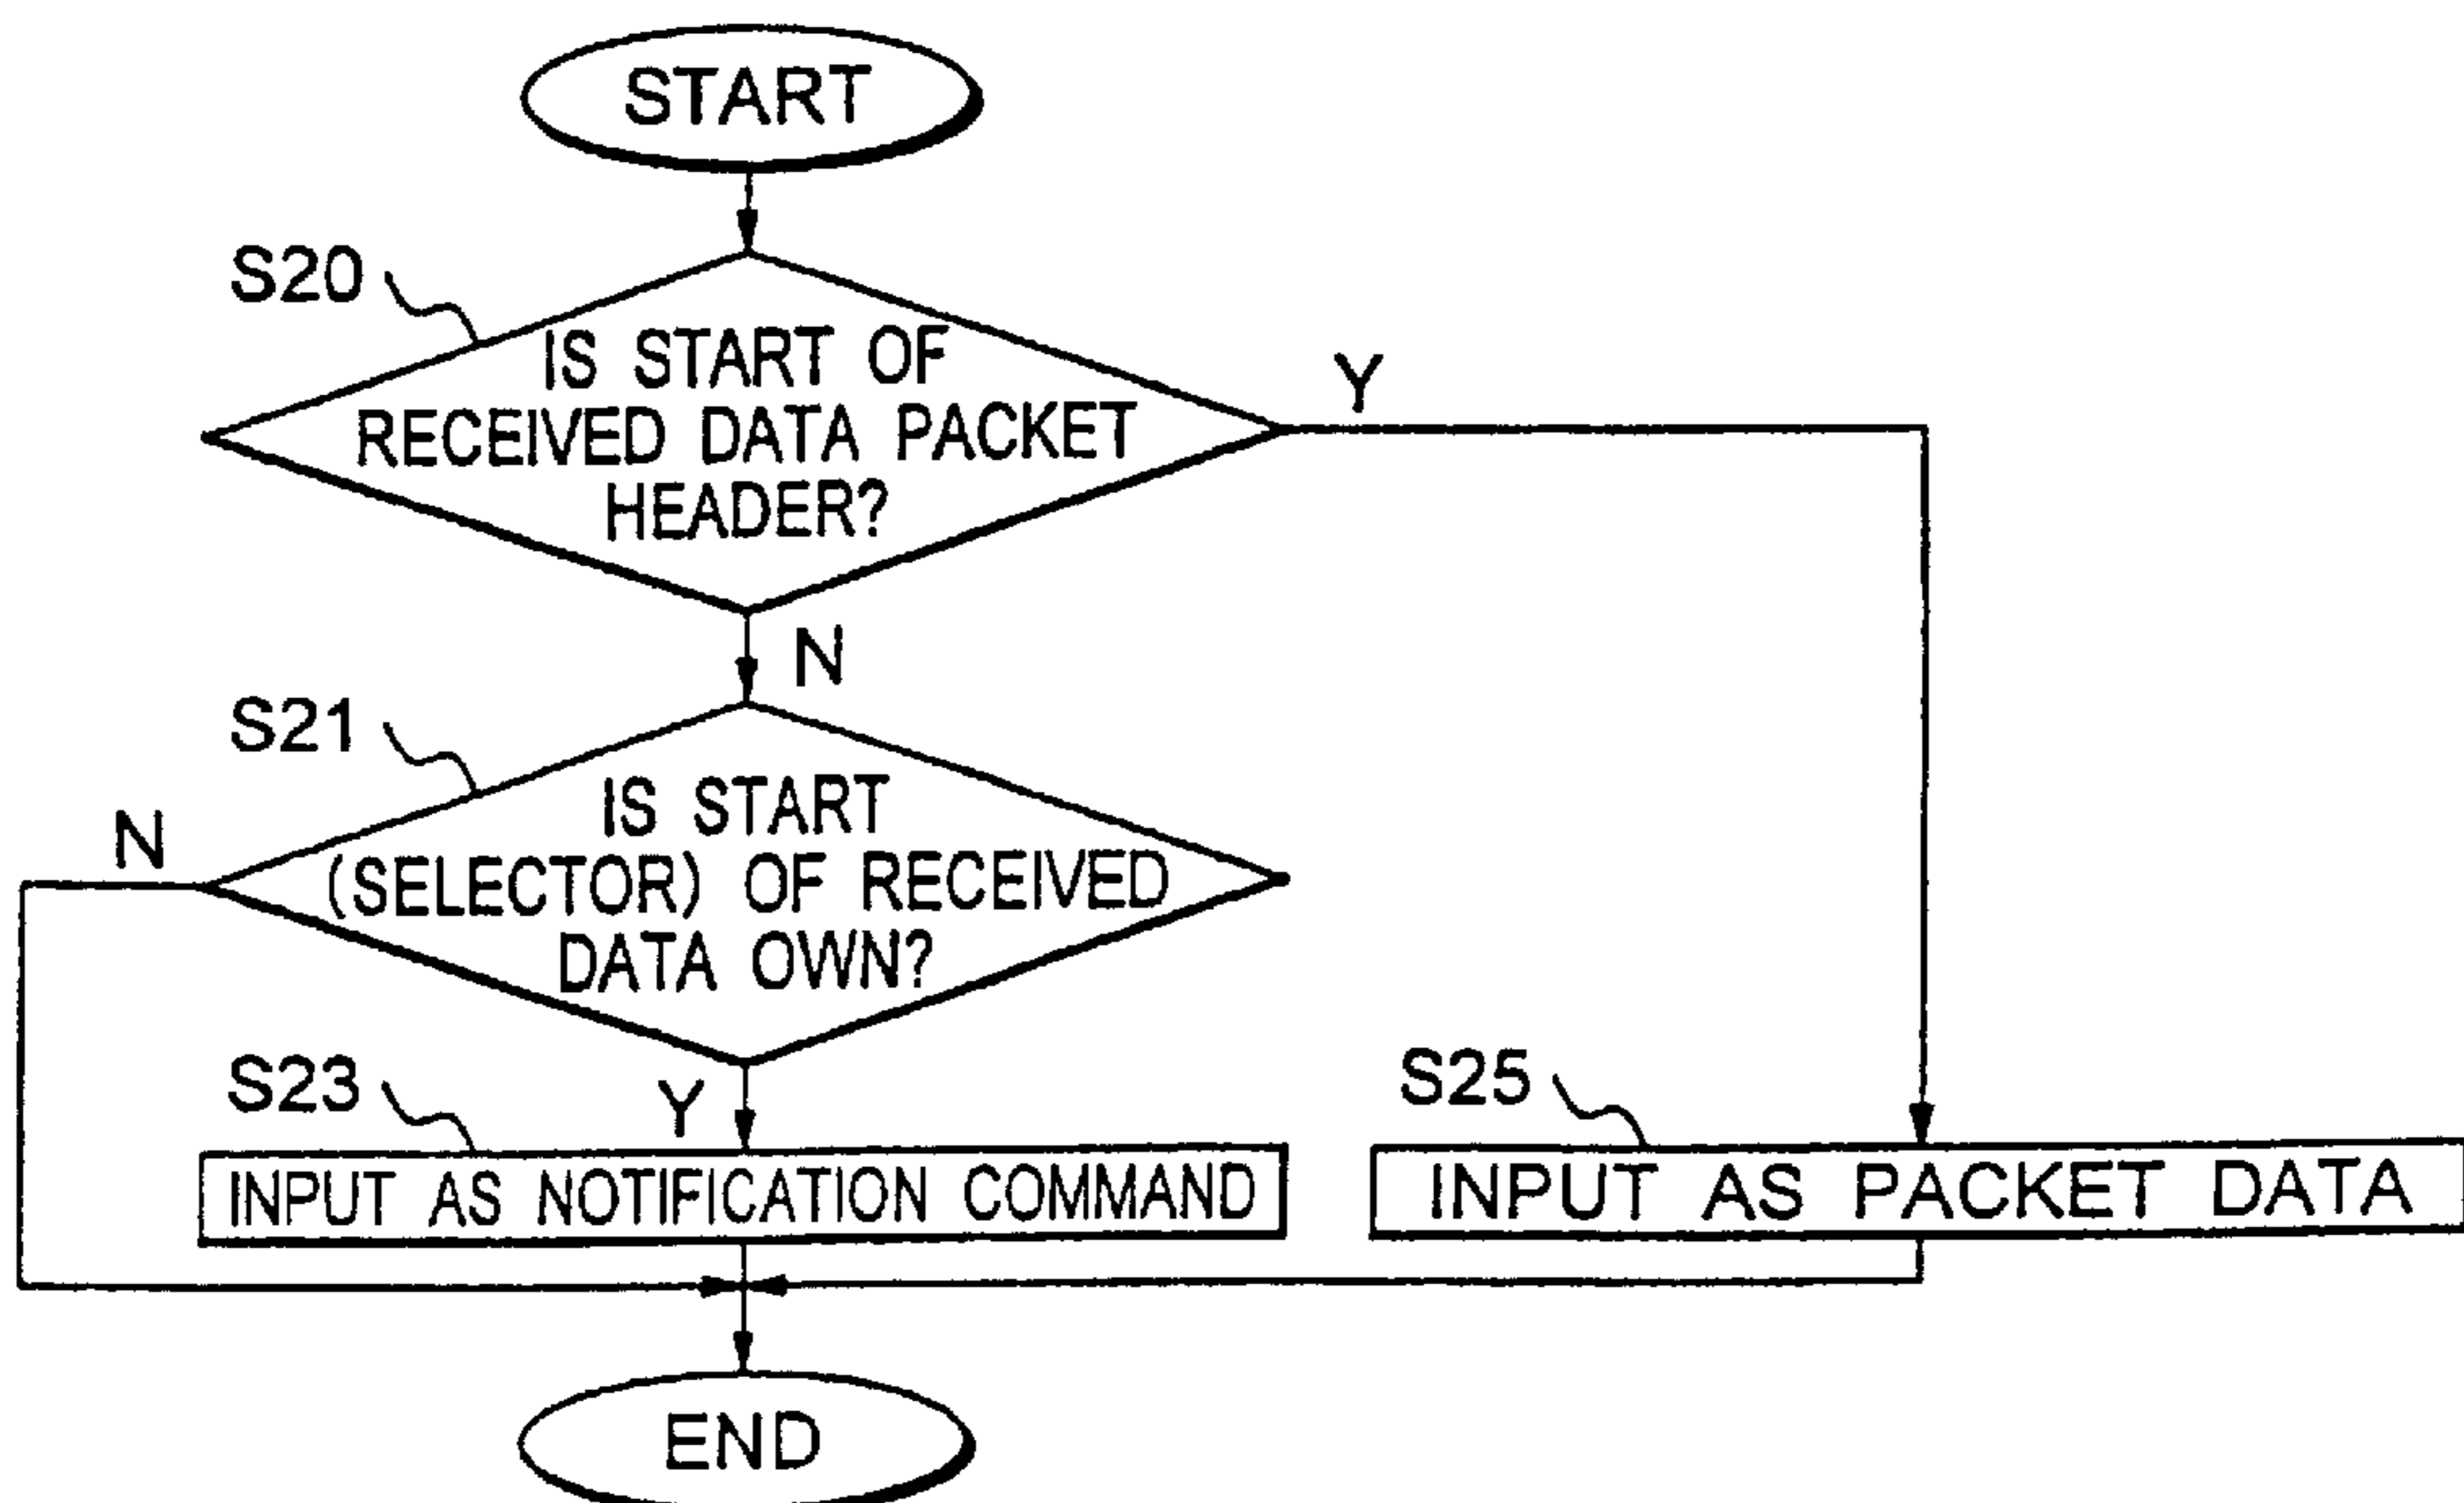 START
S20
IS START OF
RECEIVED DATA PACKET
HEADER?
Y
N
S21
IS START
(SELECTOR) OF RECEIVED
DATA OWN?
N
Y
S23
INPUT AS NOTIFICATION COMMAND
S25
INPUT AS PACKET DATA
END